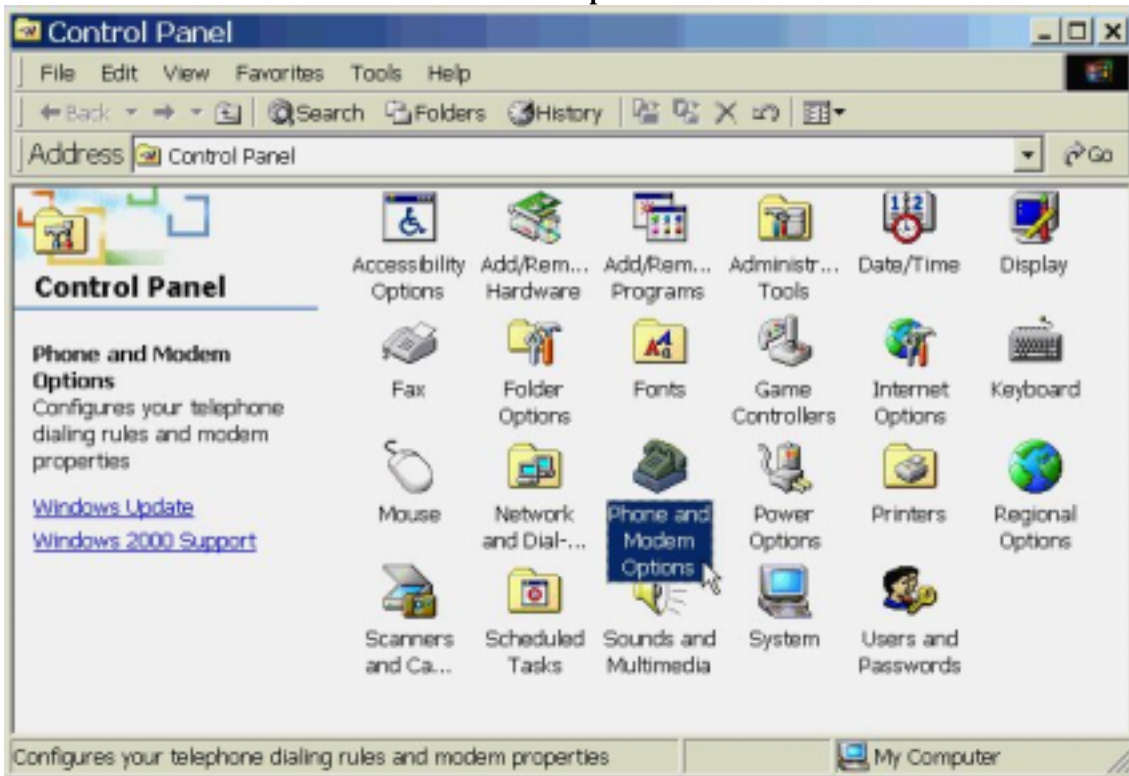 Control Panel
File Edit View Favorites Tools Help
Back Search Folders History
Address Control Panel Go
Control Panel
Phone and Modem
Options
Configures your telephone
dialing rules and modem
properties
Windows Update
Windows 2000 Support
Accessibility Options
Add/Rem... Hardware
Add/Rem... Programs
Administr... Tools
Date/Time
Display
Fax
Folder Options
Fonts
Game Controllers
Internet Options
Keyboard
Mouse
Network and Dial-...
Phone and Modem Options
Power Options
Printers
Regional Options
Scanners and Ca...
Scheduled Tasks
Sounds and Multimedia
System
Users and Passwords
Configures your telephone dialing rules and modem properties My Computer